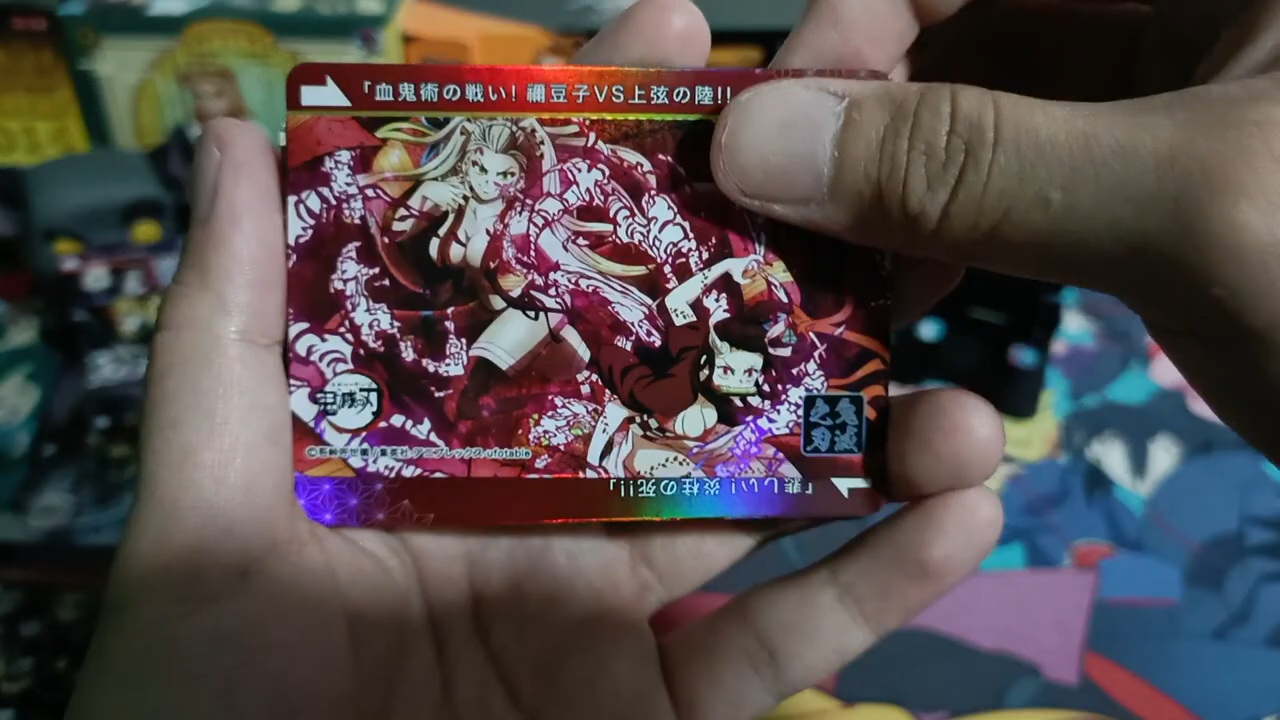 「血鬼術の戦い！禰豆子VS上弦の陸!!
鬼滅刃
©吾峠呼世晴／集英社・アニプレックス・ufotable
鬼滅
之刃
「悲しい！炎柱の死!!」